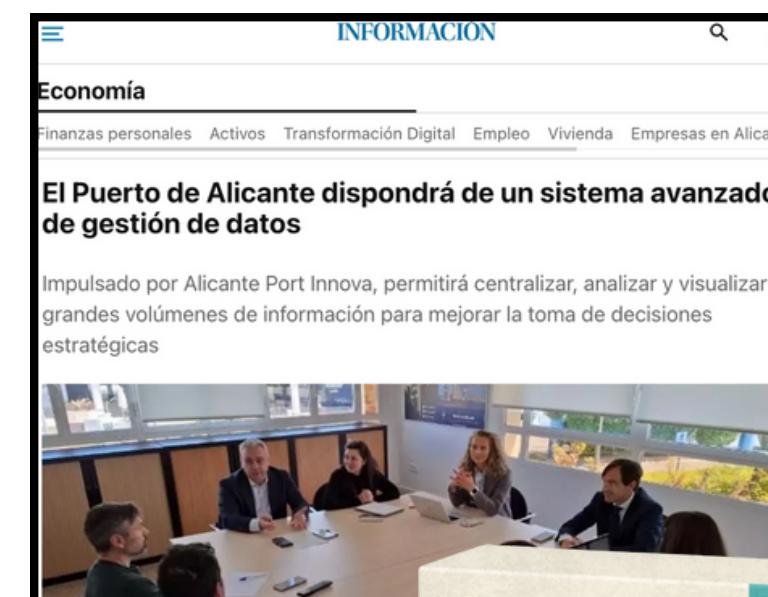 INFORMACIÓN
Economía
Finanzas personales Activos Transformación Digital Empleo Vivienda Empresas en
El Puerto de Alicante dispondrá de un sistema avanzado
de gestión de datos
Impulsado por Alicante Port Innova, permitirá centralizar, analizar y visualizar
grandes volúmenes de información para mejorar la toma de decisiones
estratégicas